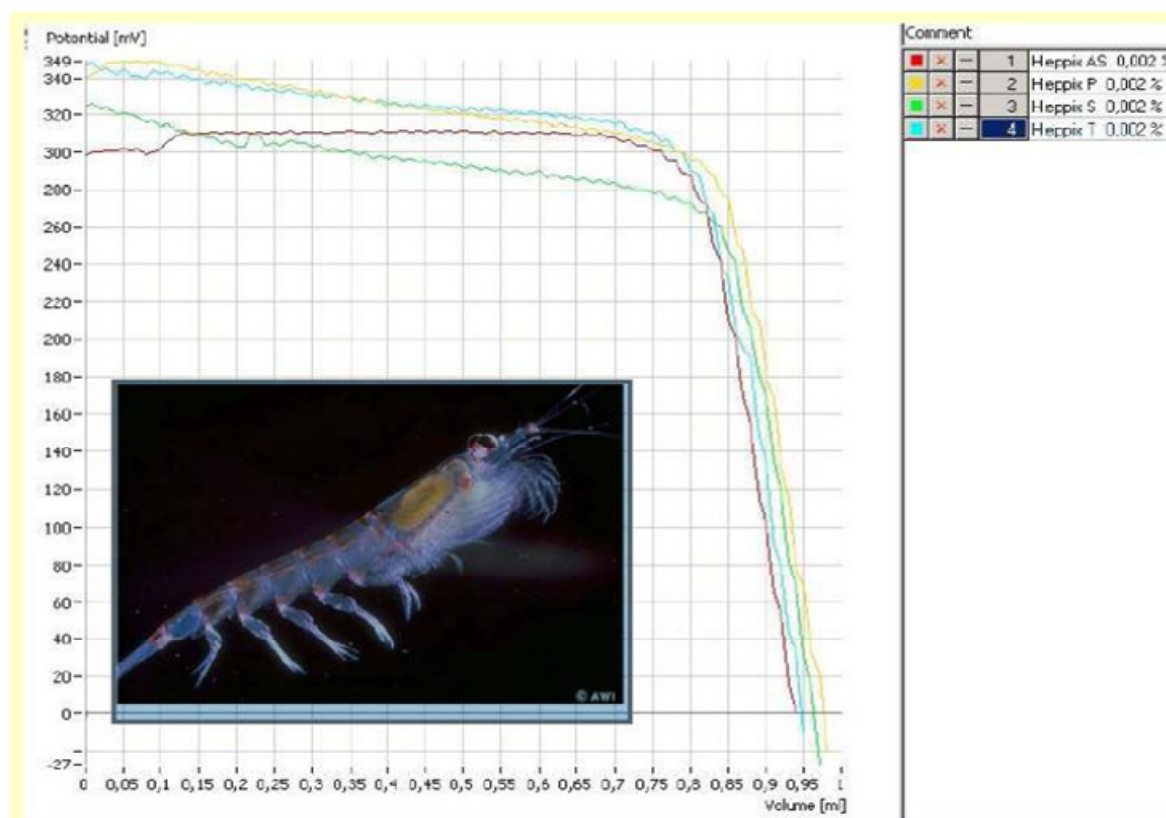 Potential [mV]
349
340
320
300
280
260
240
220
200
180
160
140
120
100
80
60
40
20
0
-27
0 0,05 0,1 0,15 0,2 0,25 0,3 0,35 0,4 0,45 0,5 0,55 0,6 0,65 0,7 0,75 0,8 0,85 0,9 0,95 1
Volume [ml]
© AWI
Comment
1 Heppix AS 0,002 %
2 Heppix P 0,002 %
3 Heppix S 0,002 %
4 Heppix T 0,002 %